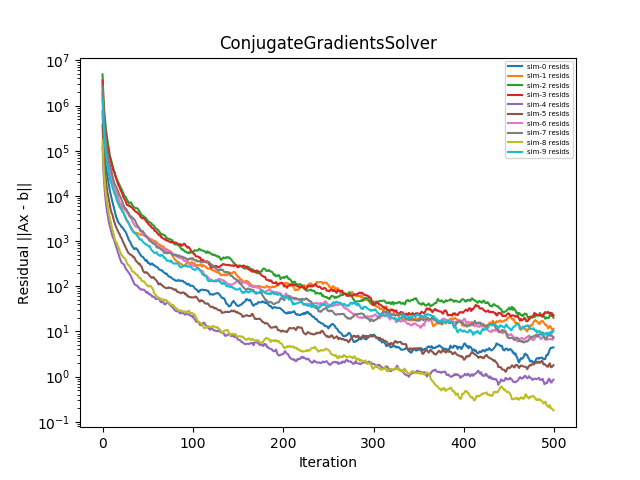 ConjugateGradientsSolver
Residual ||Ax - b||
10⁷
10⁶
10⁵
10⁴
10³
10²
10¹
10⁰
10⁻¹
sim-0 resids
sim-1 resids
sim-2 resids
sim-3 resids
sim-4 resids
sim-5 resids
sim-6 resids
sim-7 resids
sim-8 resids
sim-9 resids
0 100 200 300 400 500
Iteration